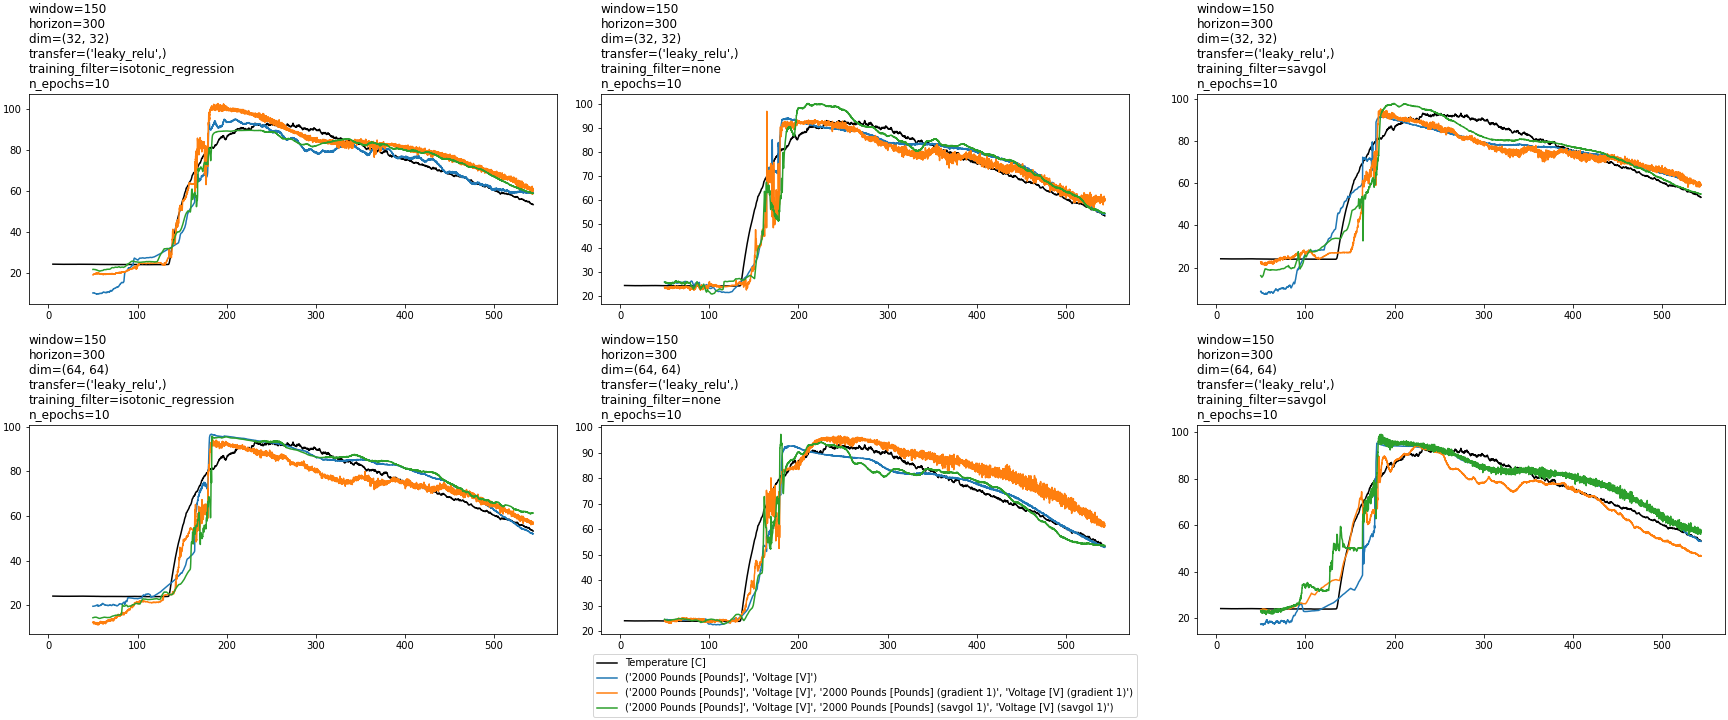 window=150
horizon=300
dim=(32, 32)
transfer=('leaky_relu',)
training_filter=isotonic_regression
n_epochs=10
100
80
60
40
20
0
100
200
300
400
500
window=150
horizon=300
dim=(32, 32)
transfer=('leaky_relu',)
training_filter=none
n_epochs=10
100
90
80
70
60
50
40
30
20
0
100
200
300
400
500
window=150
horizon=300
dim=(32, 32)
transfer=('leaky_relu',)
training_filter=savgol
n_epochs=10
100
80
60
40
20
0
100
200
300
400
500
window=150
horizon=300
dim=(64, 64)
transfer=('leaky_relu',)
training_filter=isotonic_regression
n_epochs=10
100
80
60
40
20
0
100
200
300
400
500
window=150
horizon=300
dim=(64, 64)
transfer=('leaky_relu',)
training_filter=none
n_epochs=10
100
90
80
70
60
50
40
30
20
0
100
200
300
400
500
window=150
horizon=300
dim=(64, 64)
transfer=('leaky_relu',)
training_filter=savgol
n_epochs=10
100
80
60
40
20
0
100
200
300
400
500
Temperature [C]
('2000 Pounds [Pounds]', 'Voltage [V]')
('2000 Pounds [Pounds]', 'Voltage [V]', '2000 Pounds [Pounds] (gradient 1)', 'Voltage [V] (gradient 1)')
('2000 Pounds [Pounds]', 'Voltage [V]', '2000 Pounds [Pounds] (savgol 1)', 'Voltage [V] (savgol 1)')